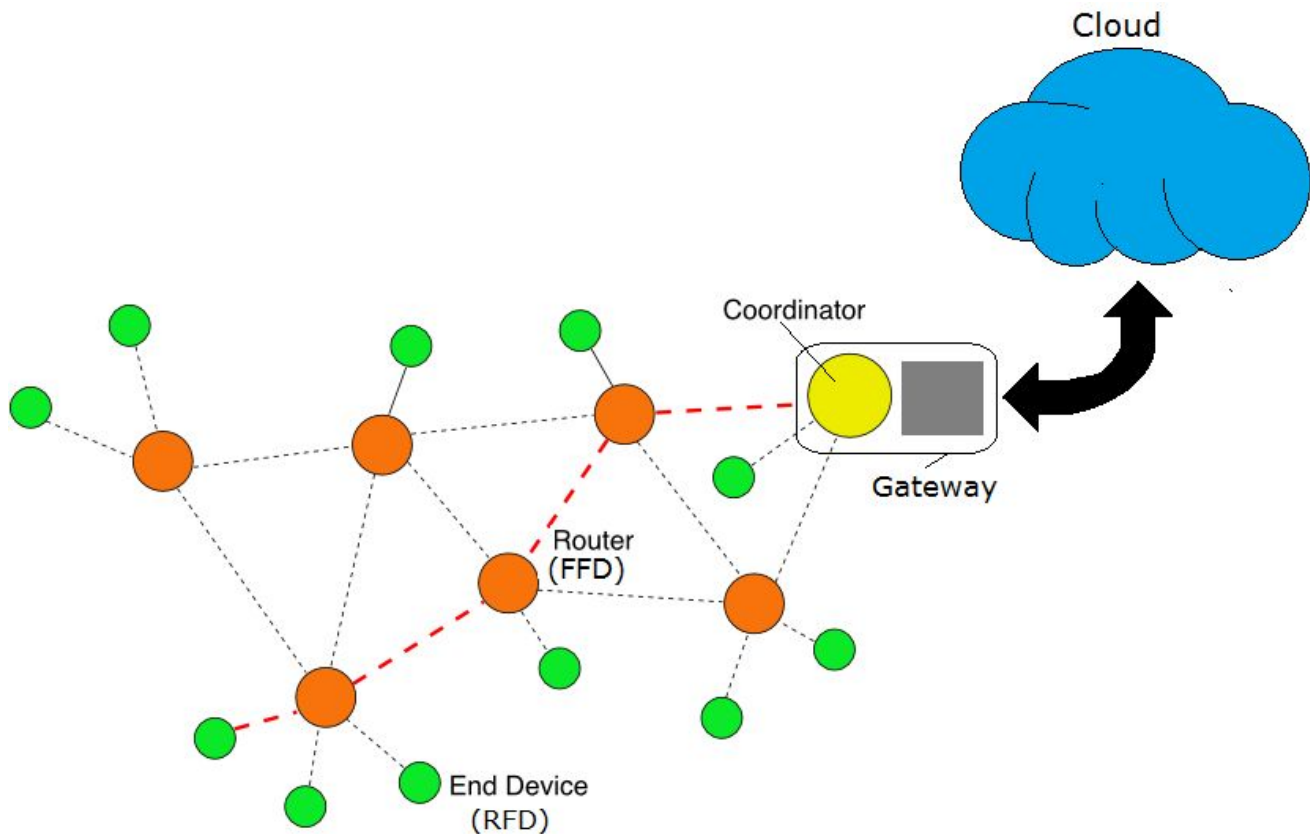 Cloud
Coordinator
Gateway
Router
(FFD)
End Device
(RFD)